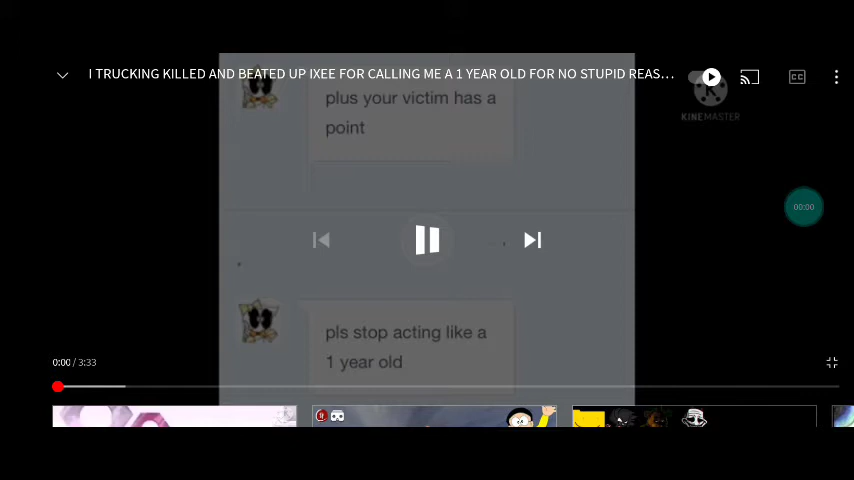 I TRUCKING KILLED AND BEATED UP IXEE FOR CALLING ME A 1 YEAR OLD FOR NO STUPID REAS...
CC
K
KINEMASTER
plus your victim has a
point
00:00
pls stop acting like a
1 year old
0:00 / 3:33